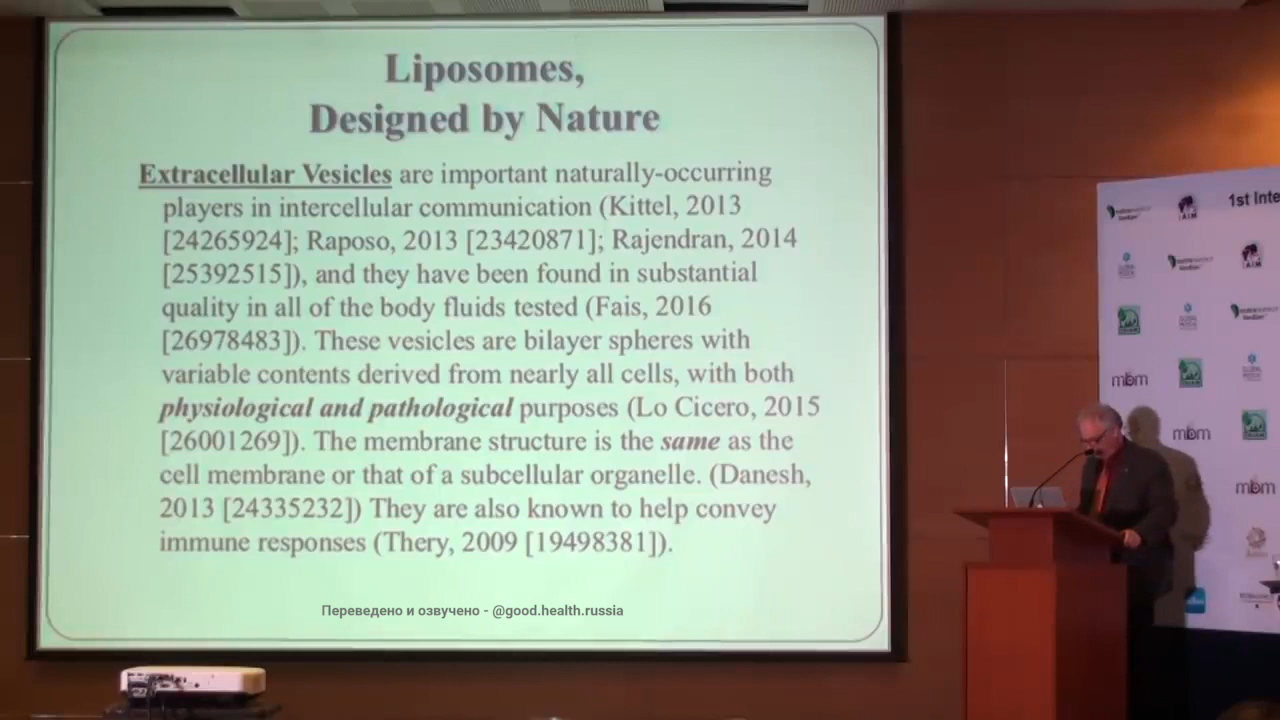 Liposomes,
Designed by Nature
Extracellular Vesicles are important naturally-occurring
players in intercellular communication (Kittel, 2013
[24265924]; Raposo, 2013 [23420871]; Rajendran, 2014
[25392515]), and they have been found in substantial
quality in all of the body fluids tested (Fais, 2016
[26978483]). These vesicles are bilayer spheres with
variable contents derived from nearly all cells, with both
physiological and pathological purposes (Lo Cicero, 2015
[26001269]). The membrane structure is the same as the
cell membrane or that of a subcellular organelle. (Danesh,
2013 [24335232]) They are also known to help convey
immune responses (Thery, 2009 [19498381]).
Переведено и озвучено - @good.health.russia
1st Inte
AIM
mbm
mbm
mbm